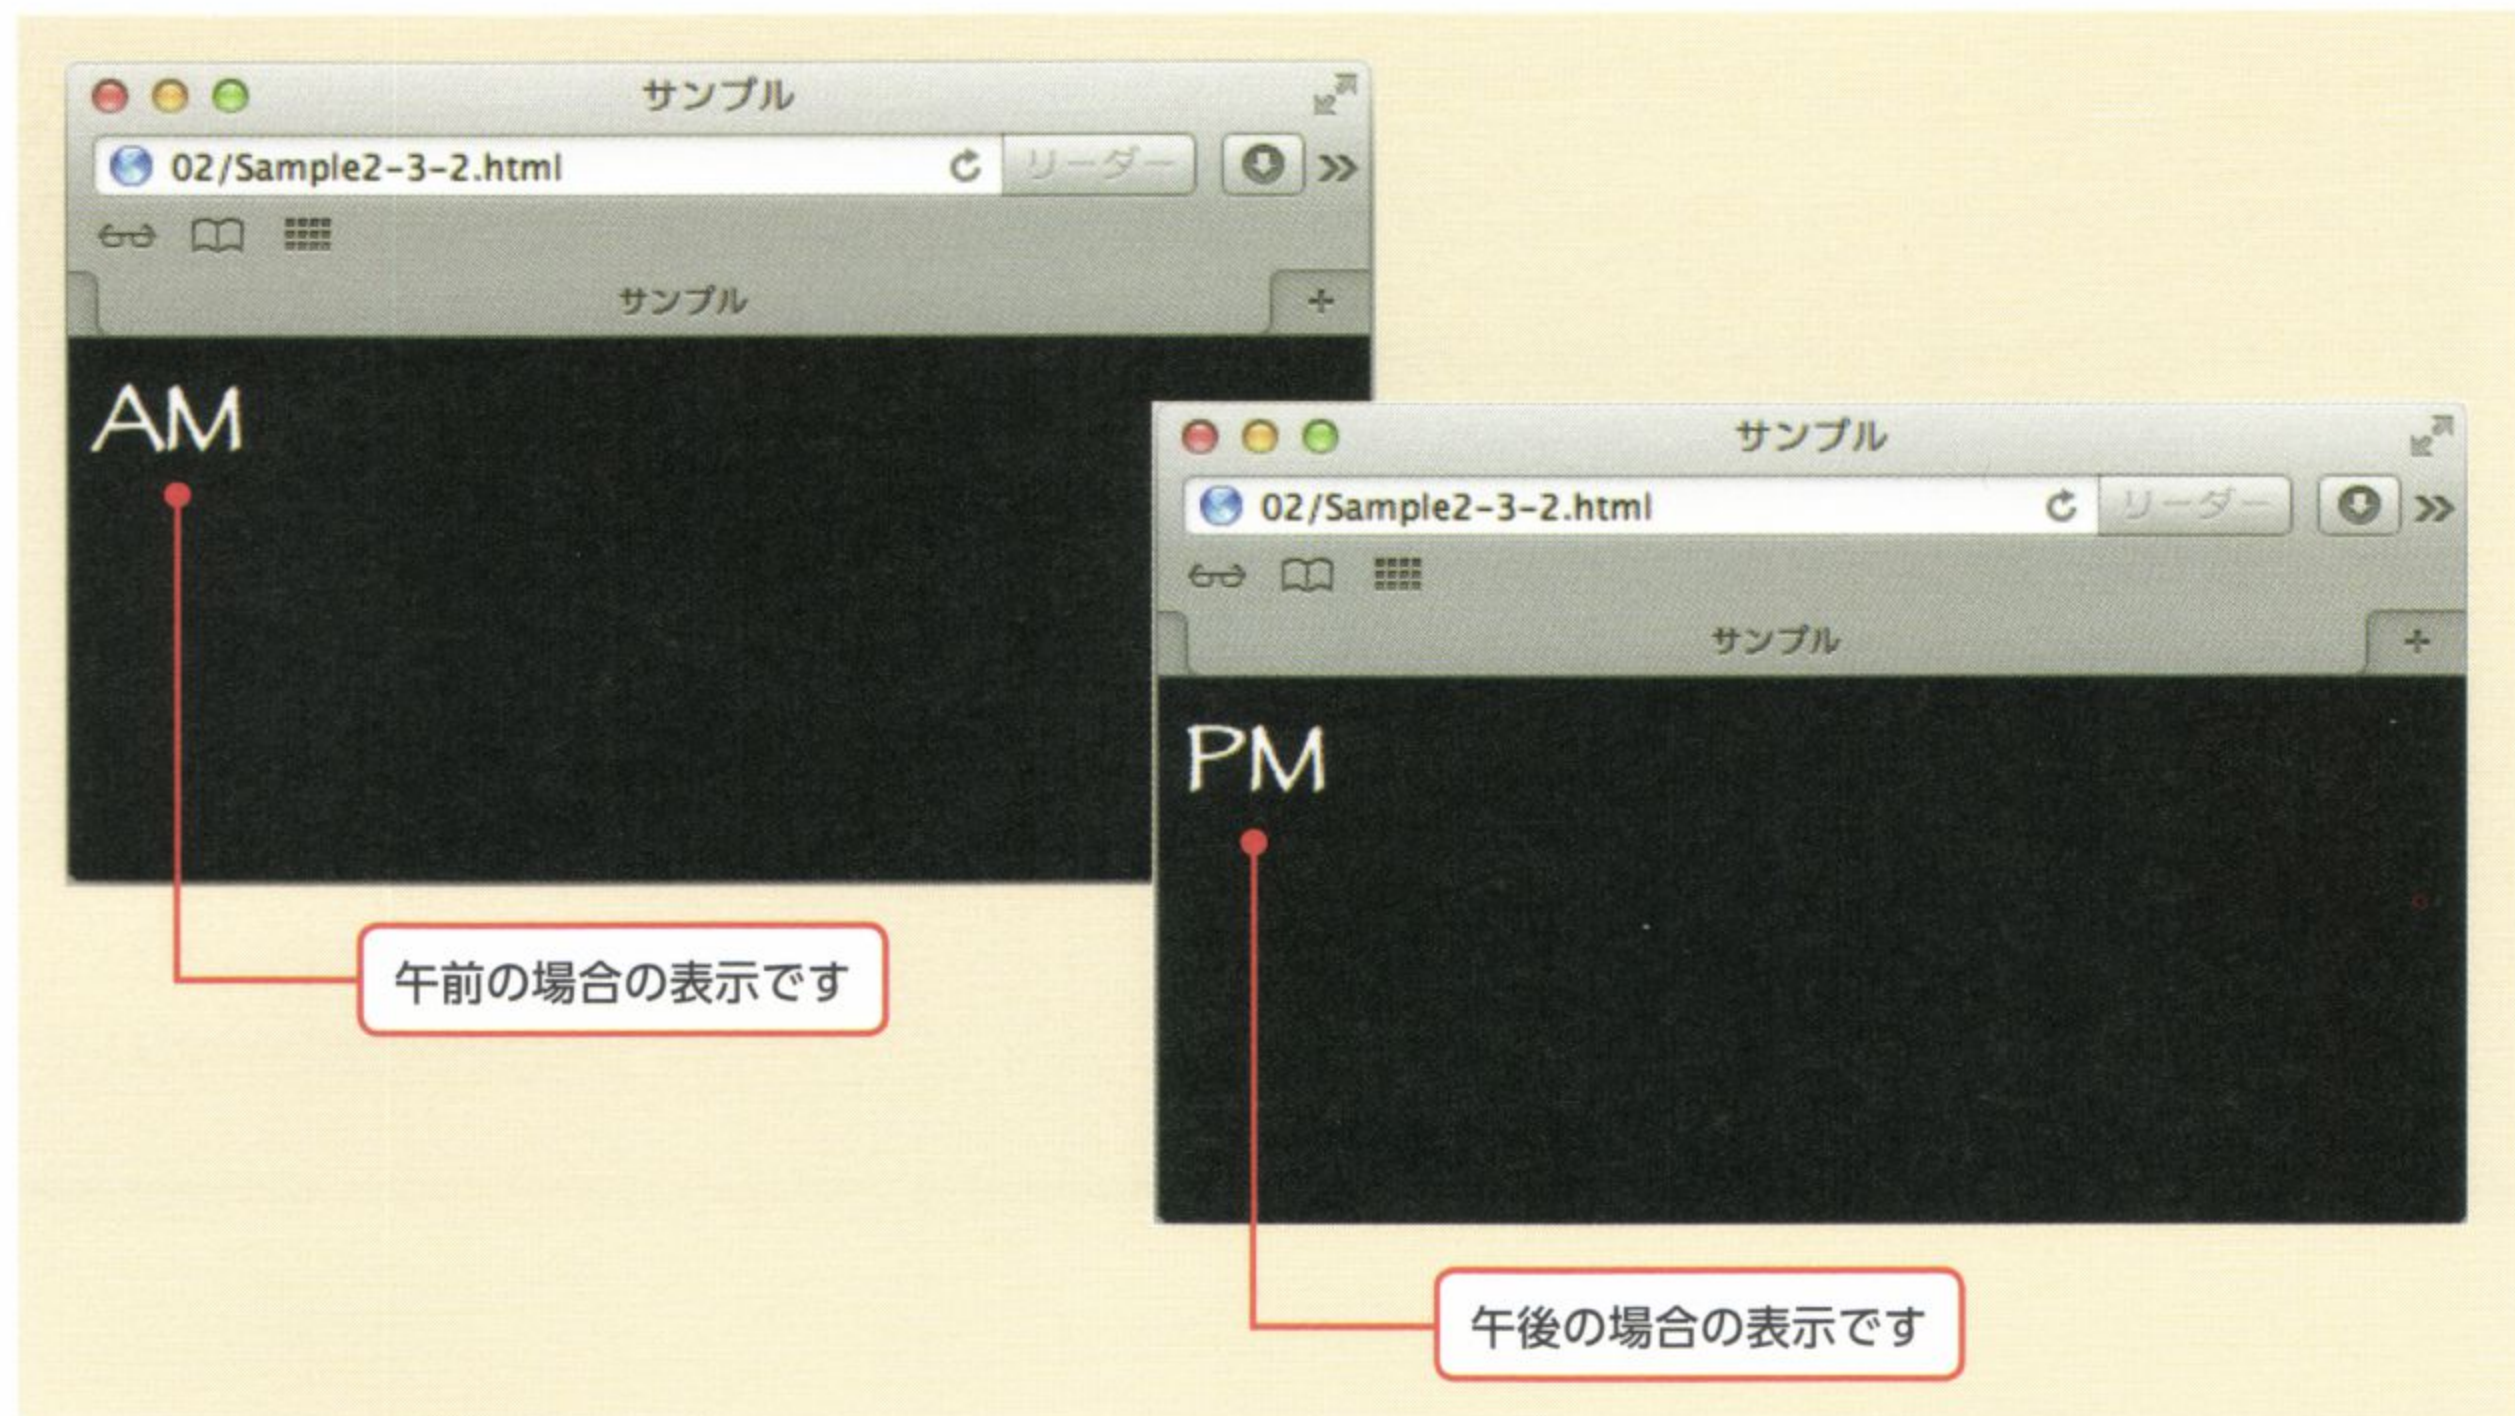 サンプル
02/Sample2-3-2.html
リーダー
サンプル
AM
午前の場合の表示です
サンプル
02/Sample2-3-2.html
リーダー
サンプル
PM
午後の場合の表示です